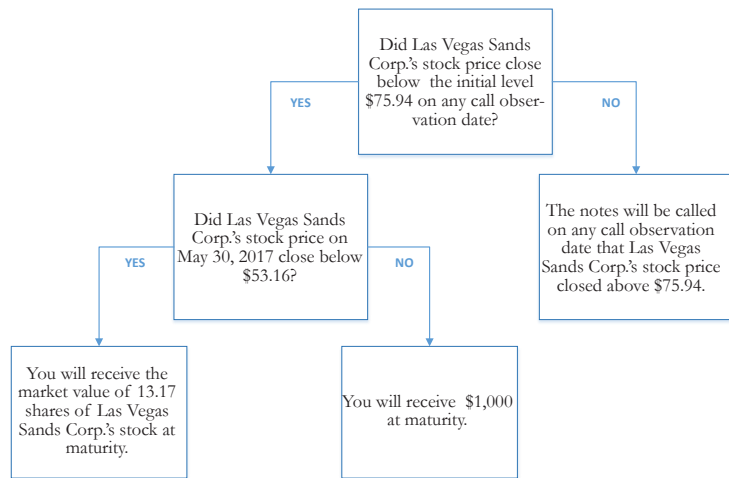 Did Las Vegas Sands
Corp.'s stock price close
below the initial level
$75.94 on any call obser-
vation date?
YES
NO
Did Las Vegas Sands
Corp.'s stock price on
May 30, 2017 close below
$53.16?
The notes will be called
on any call observation
date that Las Vegas
Sands Corp.'s stock price
closed above $75.94.
YES
NO
You will receive the
market value of 13.17
shares of Las Vegas
Sands Corp.'s stock at
maturity.
You will receive $1,000
at maturity.